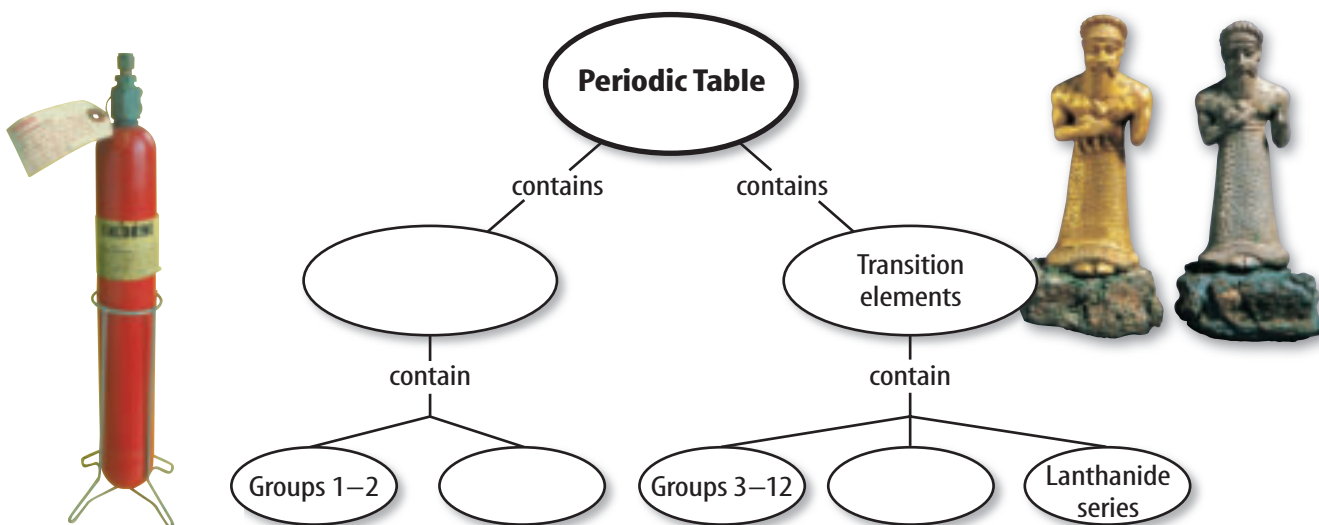 Periodic Table
contains
contains
Transition
elements
contain
contain
Groups 1–2
Groups 3–12
Lanthanide
series